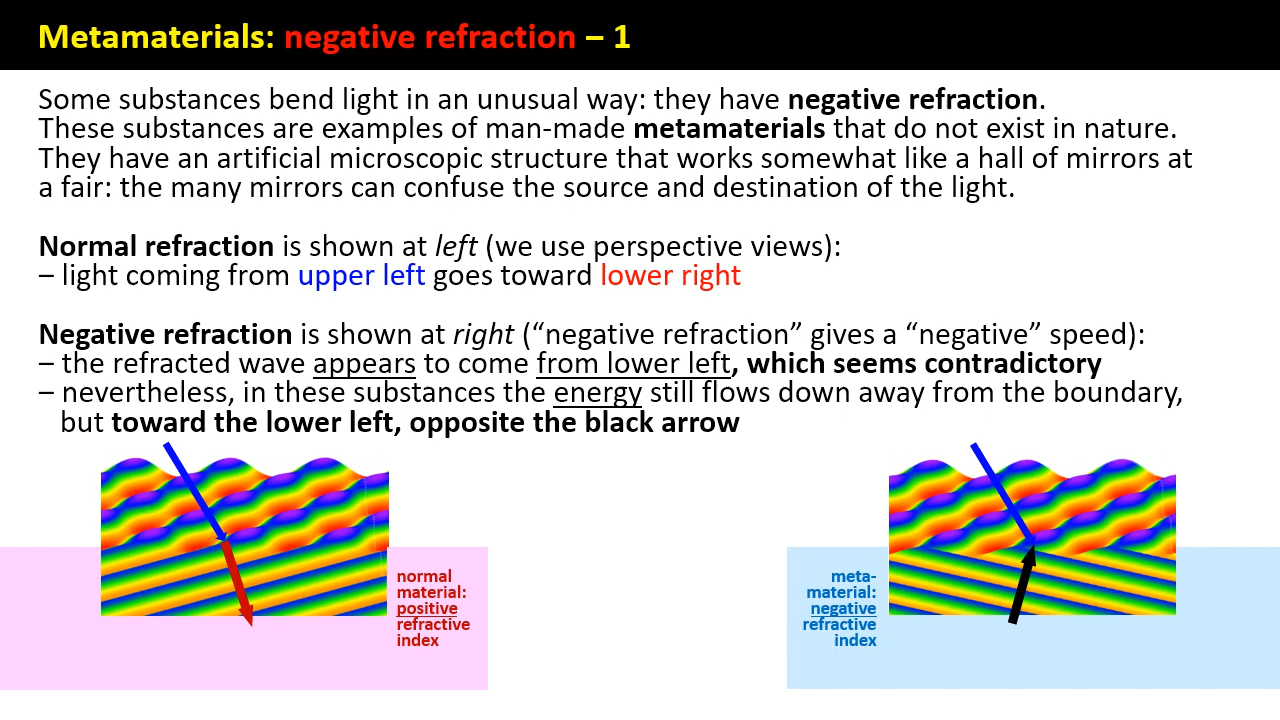 Metamaterials: negative refraction – 1
Some substances bend light in an unusual way: they have negative refraction.
These substances are examples of man-made metamaterials that do not exist in nature.
They have an artificial microscopic structure that works somewhat like a hall of mirrors at
a fair: the many mirrors can confuse the source and destination of the light.
Normal refraction is shown at left (we use perspective views):
– light coming from upper left goes toward lower right
Negative refraction is shown at right (“negative refraction” gives a “negative” speed):
– the refracted wave appears to come from lower left, which seems contradictory
– nevertheless, in these substances the energy still flows down away from the boundary,
but toward the lower left, opposite the black arrow
normal
material:
positive
refractive
index
meta-
material:
negative
refractive
index